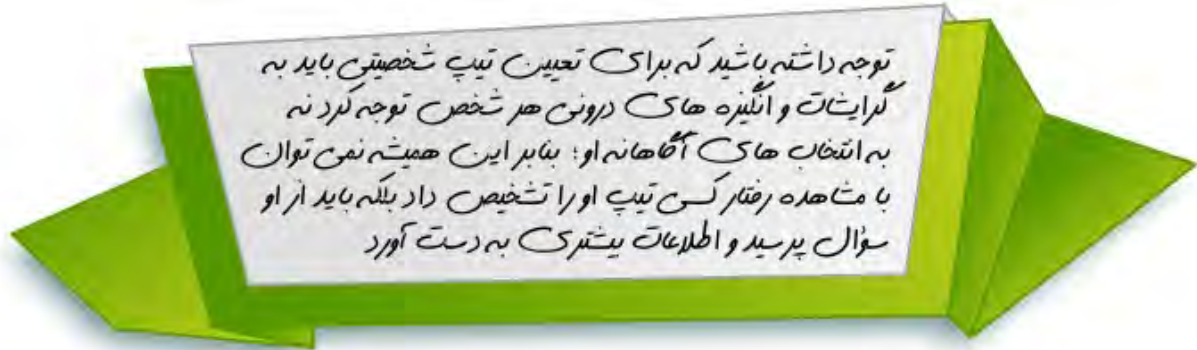 توجه داشته باشید که برای تعیین تیپ شخصیتی باید به
گرایشات و انگیزه های درونی هر شخص توجه کرد نه
به انتخاب های آگاهانه او؛ بنابر این همیشه نمی توان
با مشاهده رفتار کسی تیپ او را تشخیص داد بلکه باید از او
سؤال پرسید و اطلاعات بیشتری به دست آورد